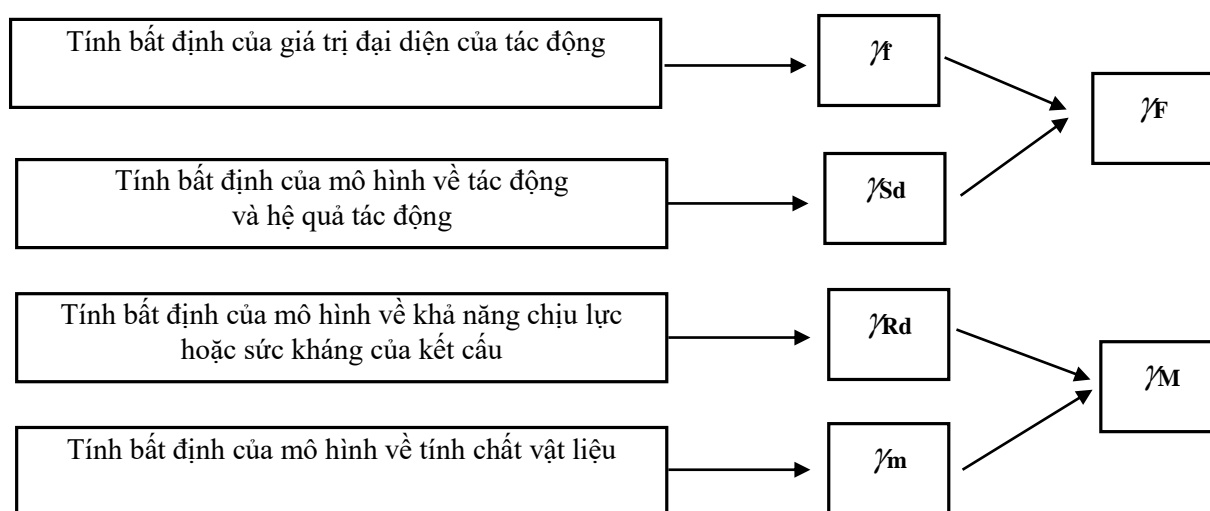 Tính bất định của giá trị đại diện của tác động
γf
γF
Tính bất định của mô hình về tác động
và hệ quả tác động
γSd
Tính bất định của mô hình về khả năng chịu lực
hoặc sức kháng của kết cấu
γRd
γM
Tính bất định của mô hình về tính chất vật liệu
γm